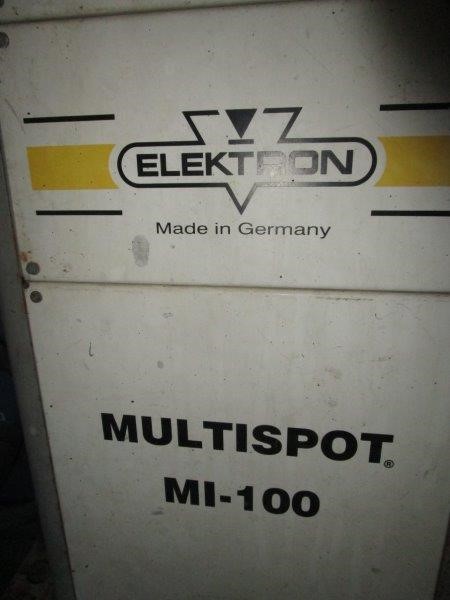 ELEKTRON
Made in Germany
MULTISPOT®
MI-100